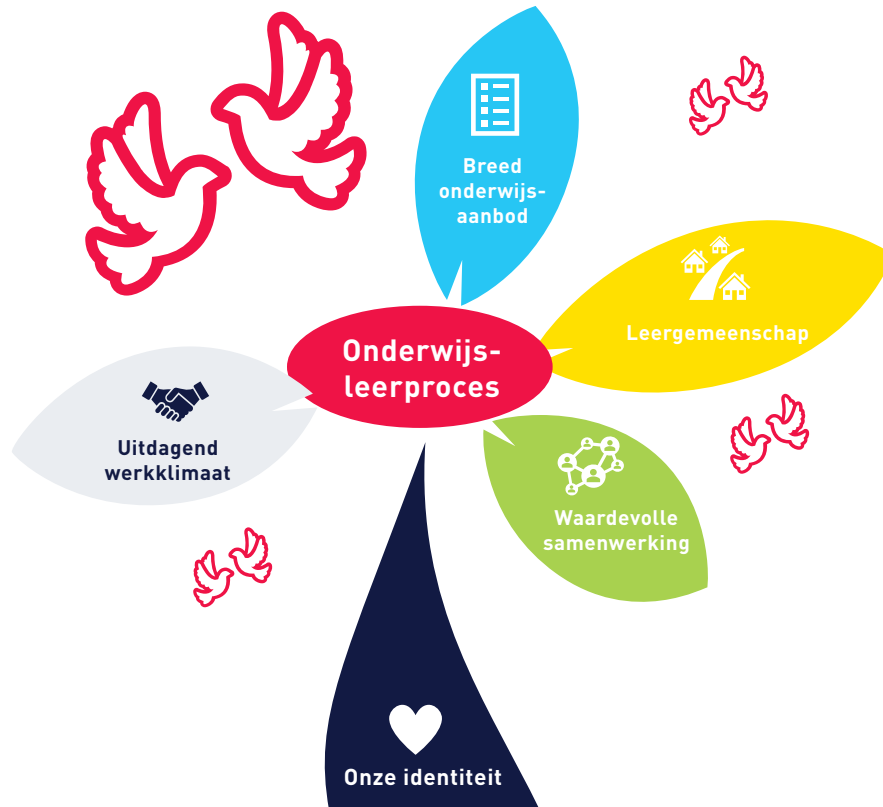 Breed
onderwijs-
aanbod
Leergemeenschap
Onderwijs-
leerproces
Uitdagend
werkklimaat
Waardevolle
samenwerking
Onze identiteit